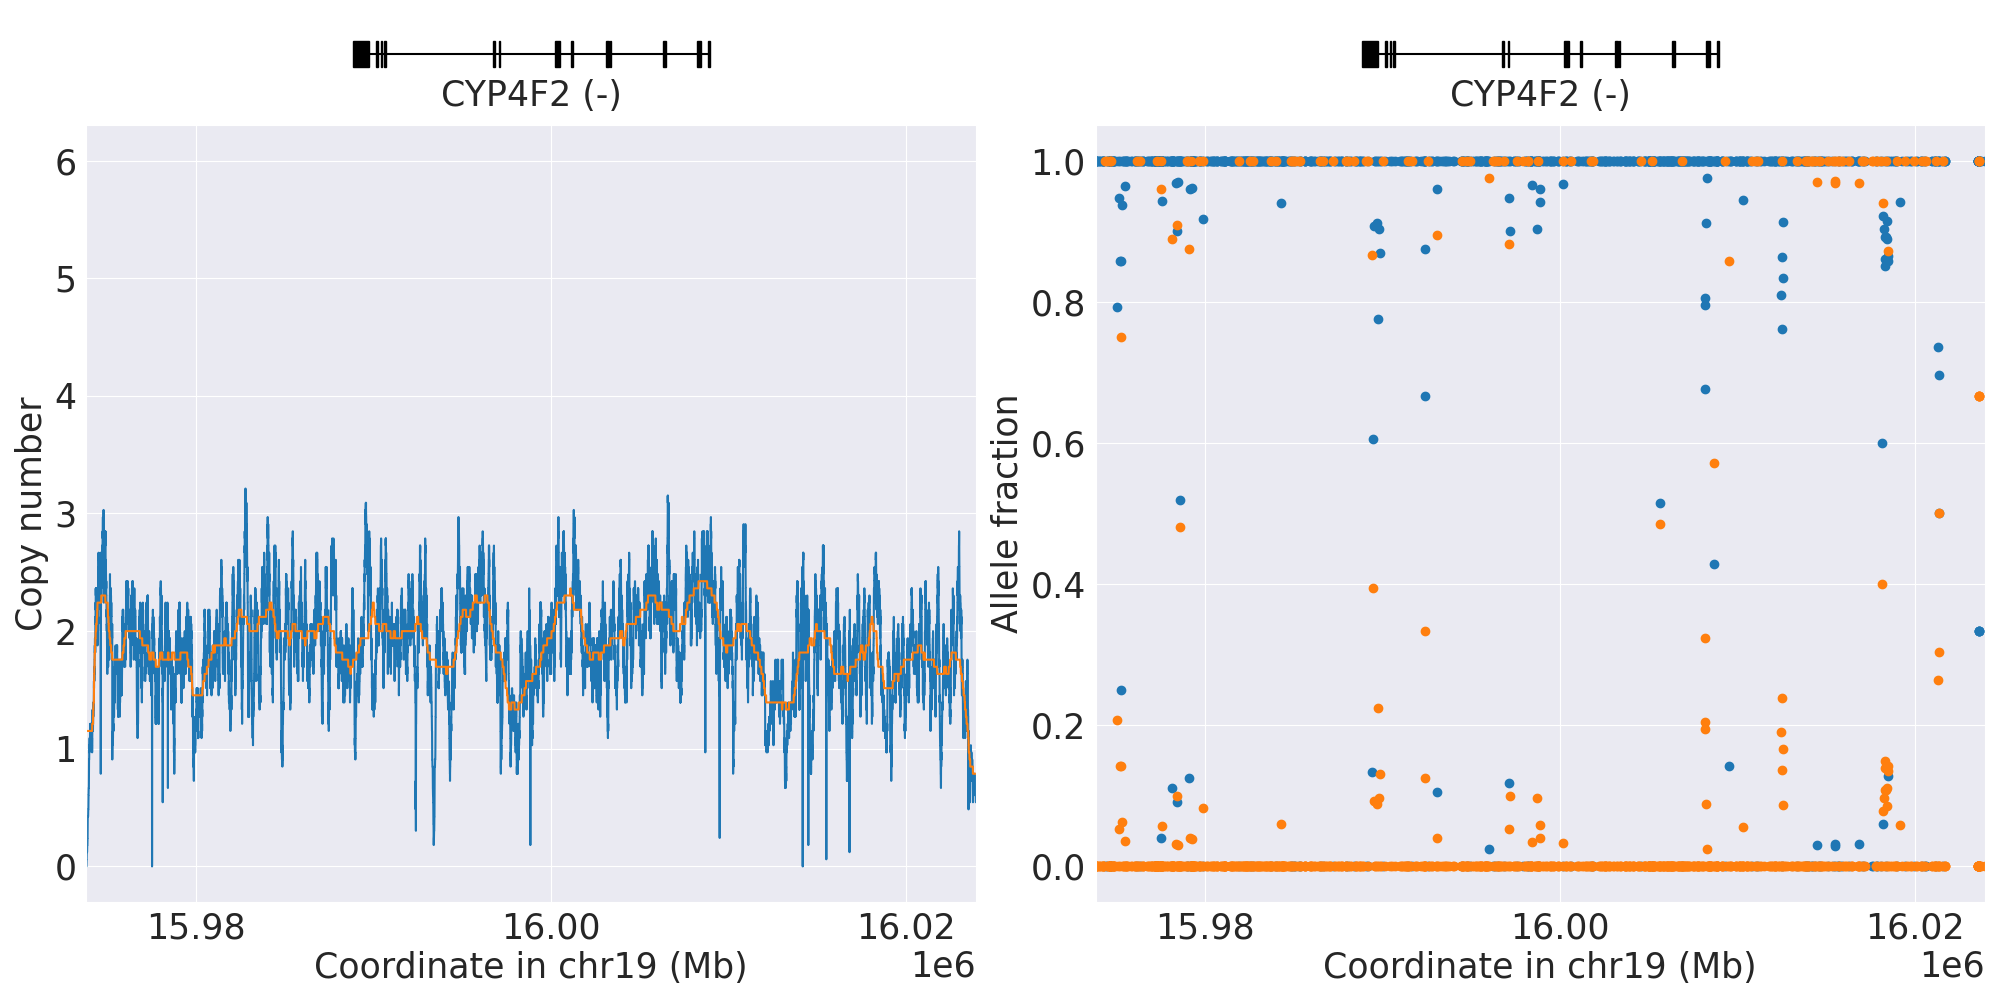 CYP4F2 (-)
6
5
4
3
2
1
0
Copy number
15.98
16.00
16.02
Coordinate in chr19 (Mb)
1e6
CYP4F2 (-)
1.0
0.8
0.6
0.4
0.2
0.0
Allele fraction
15.98
16.00
16.02
Coordinate in chr19 (Mb)
1e6